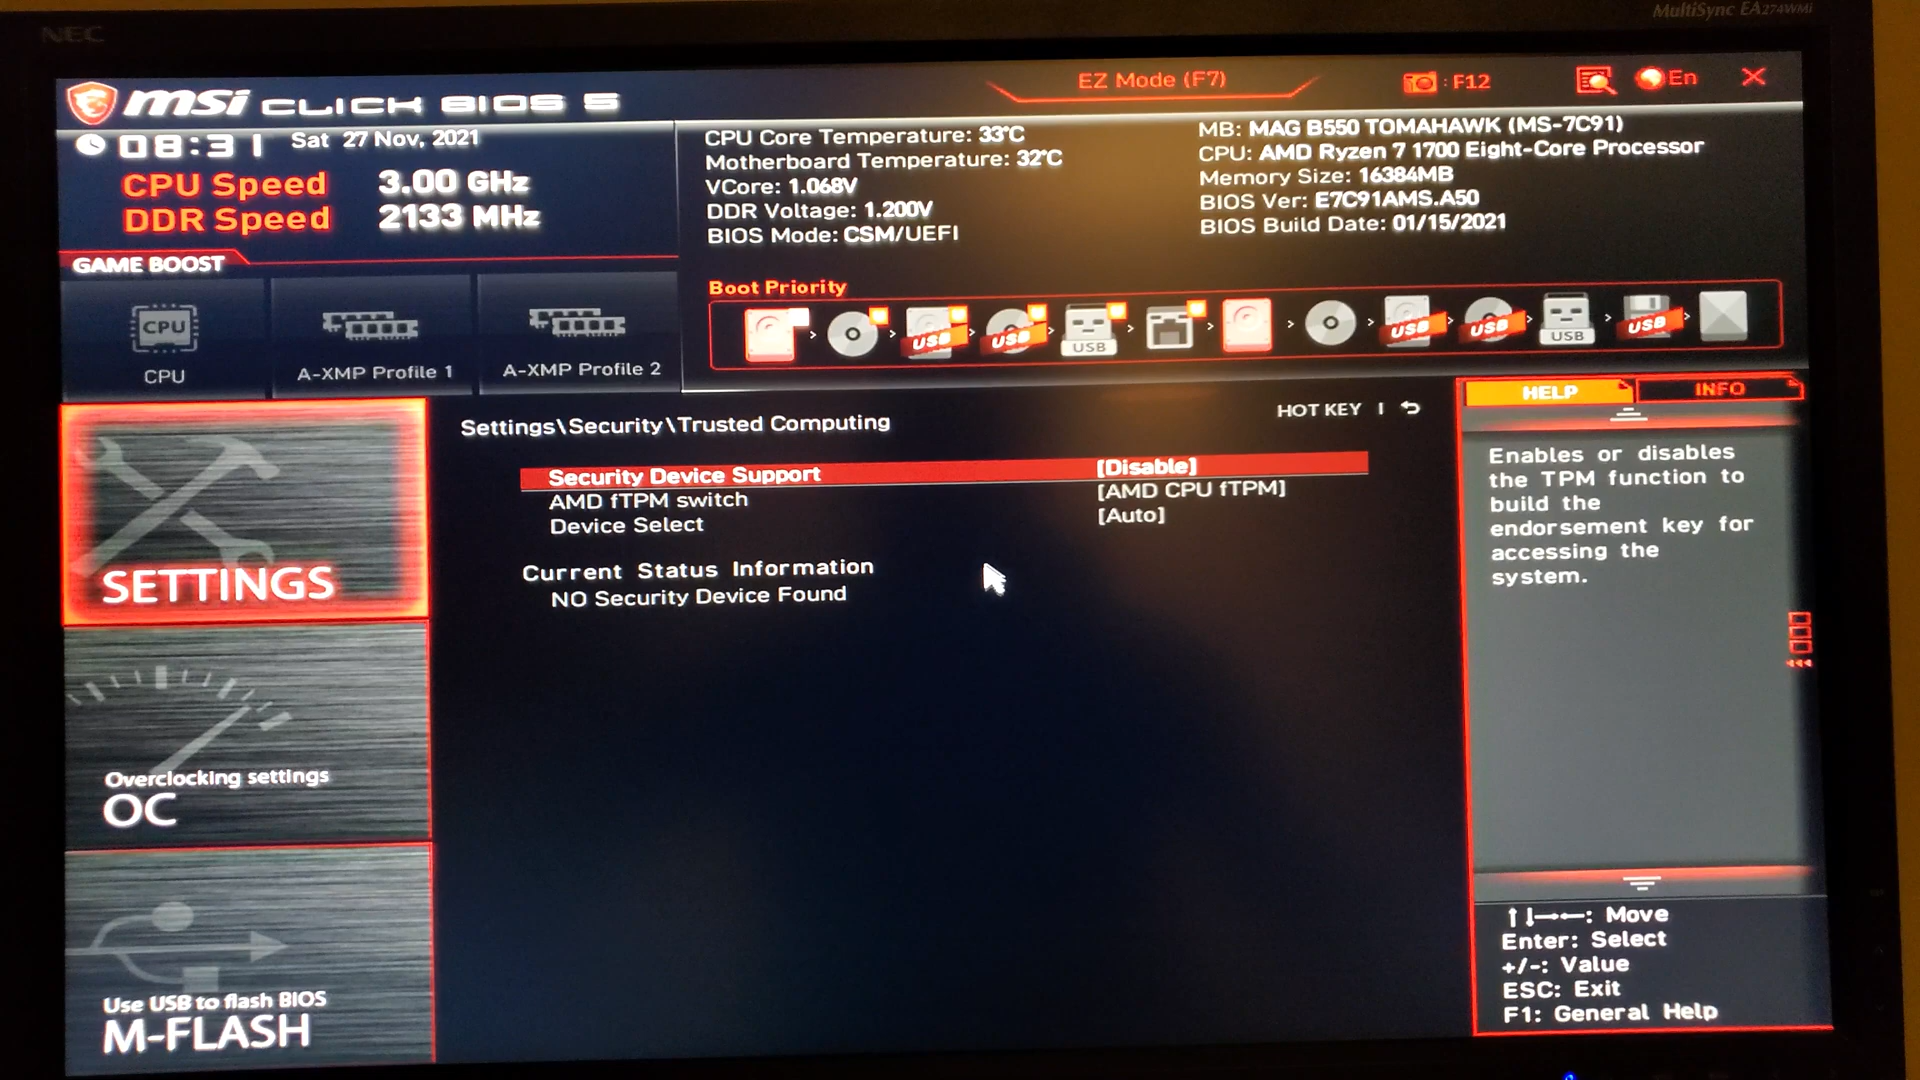 NEC
MultiSync EA274WMi
msi CLICK BIOS 5
EZ Mode (F7)
: F12
En
08:31 Sat 27 Nov, 2021
CPU Speed 3.00 GHz
DDR Speed 2133 MHz
CPU Core Temperature: 33°C
Motherboard Temperature: 32°C
VCore: 1.068V
DDR Voltage: 1.200V
BIOS Mode: CSM/UEFI
MB: MAG B550 TOMAHAWK (MS-7C91)
CPU: AMD Ryzen 7 1700 Eight-Core Processor
Memory Size: 16384MB
BIOS Ver: E7C91AMS.A50
BIOS Build Date: 01/15/2021
GAME BOOST
CPU
CPU
A-XMP Profile 1
A-XMP Profile 2
Boot Priority
USB
USB
USB
USB
USB
USB
USB
SETTINGS
Overclocking settings
OC
Use USB to flash BIOS
M-FLASH
Settings\Security\Trusted Computing
HOT KEY
Security Device Support [Disable]
AMD fTPM switch [AMD CPU fTPM]
Device Select [Auto]
Current Status Information
NO Security Device Found
HELP
INFO
Enables or disables
the TPM function to
build the
endorsement key for
accessing the
system.
↑↓→←: Move
Enter: Select
+/-: Value
ESC: Exit
F1: General Help